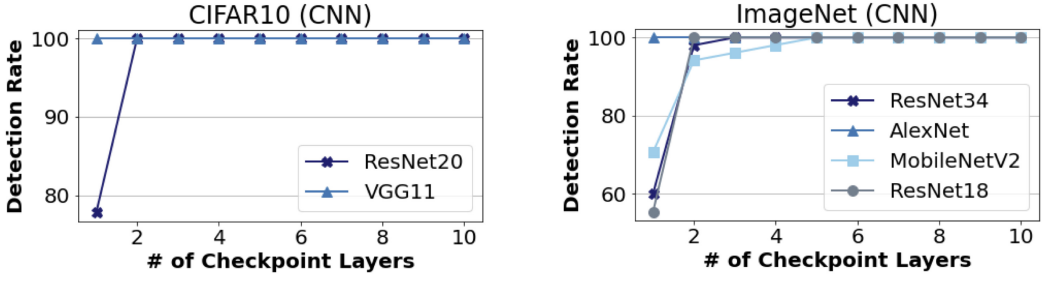 CIFAR10 (CNN)
100
90
80
Detection Rate
ResNet20
VGG11
2 4 6 8 10
# of Checkpoint Layers
ImageNet (CNN)
100
80
60
Detection Rate
ResNet34
AlexNet
MobileNetV2
ResNet18
2 4 6 8 10
# of Checkpoint Layers